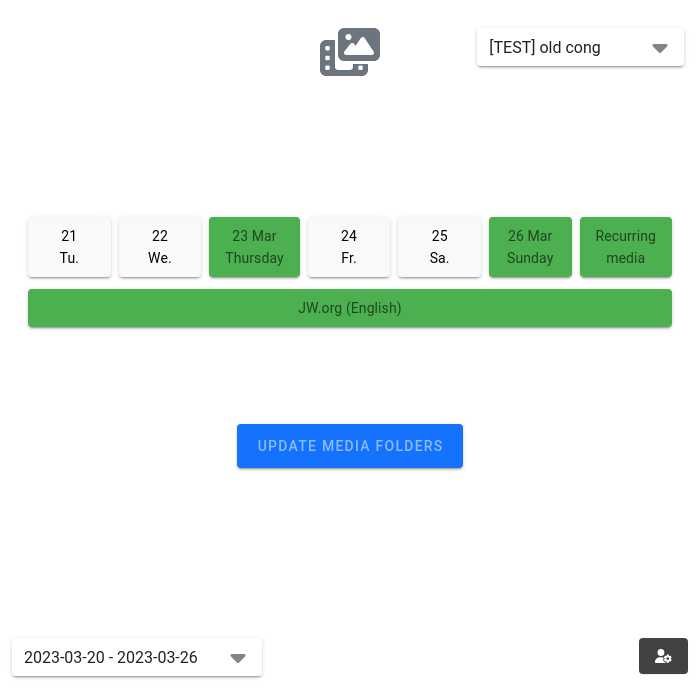 [TEST] old cong
21
Tu.
22
We.
23 Mar
Thursday
24
Fr.
25
Sa.
26 Mar
Sunday
Recurring
media
JW.org (English)
UPDATE MEDIA FOLDERS
2023-03-20 - 2023-03-26